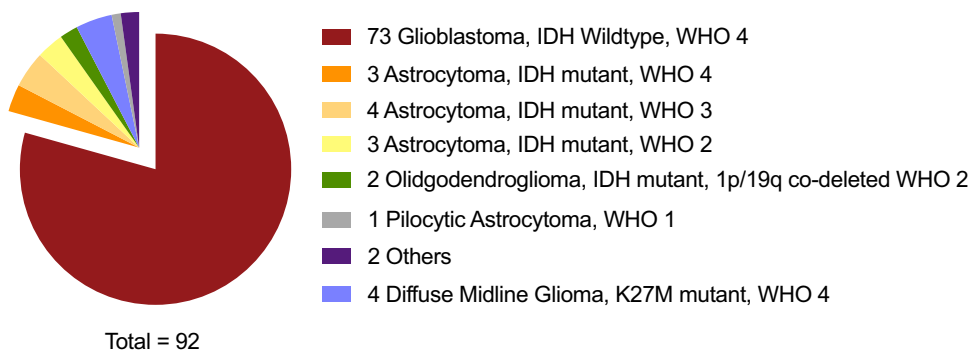 73 Glioblastoma, IDH Wildtype, WHO 4
3 Astrocytoma, IDH mutant, WHO 4
4 Astrocytoma, IDH mutant, WHO 3
3 Astrocytoma, IDH mutant, WHO 2
2 Olidgodendroglioma, IDH mutant, 1p/19q co-deleted WHO 2
1 Pilocytic Astrocytoma, WHO 1
2 Others
4 Diffuse Midline Glioma, K27M mutant, WHO 4
Total = 92